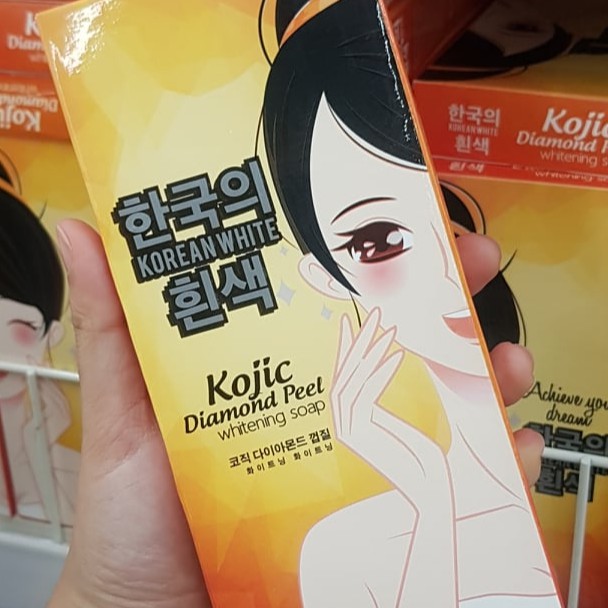 한국의
KOREAN WHITE
흰색
Kojic
Diamond Peel
whitening soap
코직 다이아몬드 껍질
화이트닝 화이트닝
한국의
KOREAN WHITE
흰색
Kojic
Diamond P
whitening s
Achieve you
dream